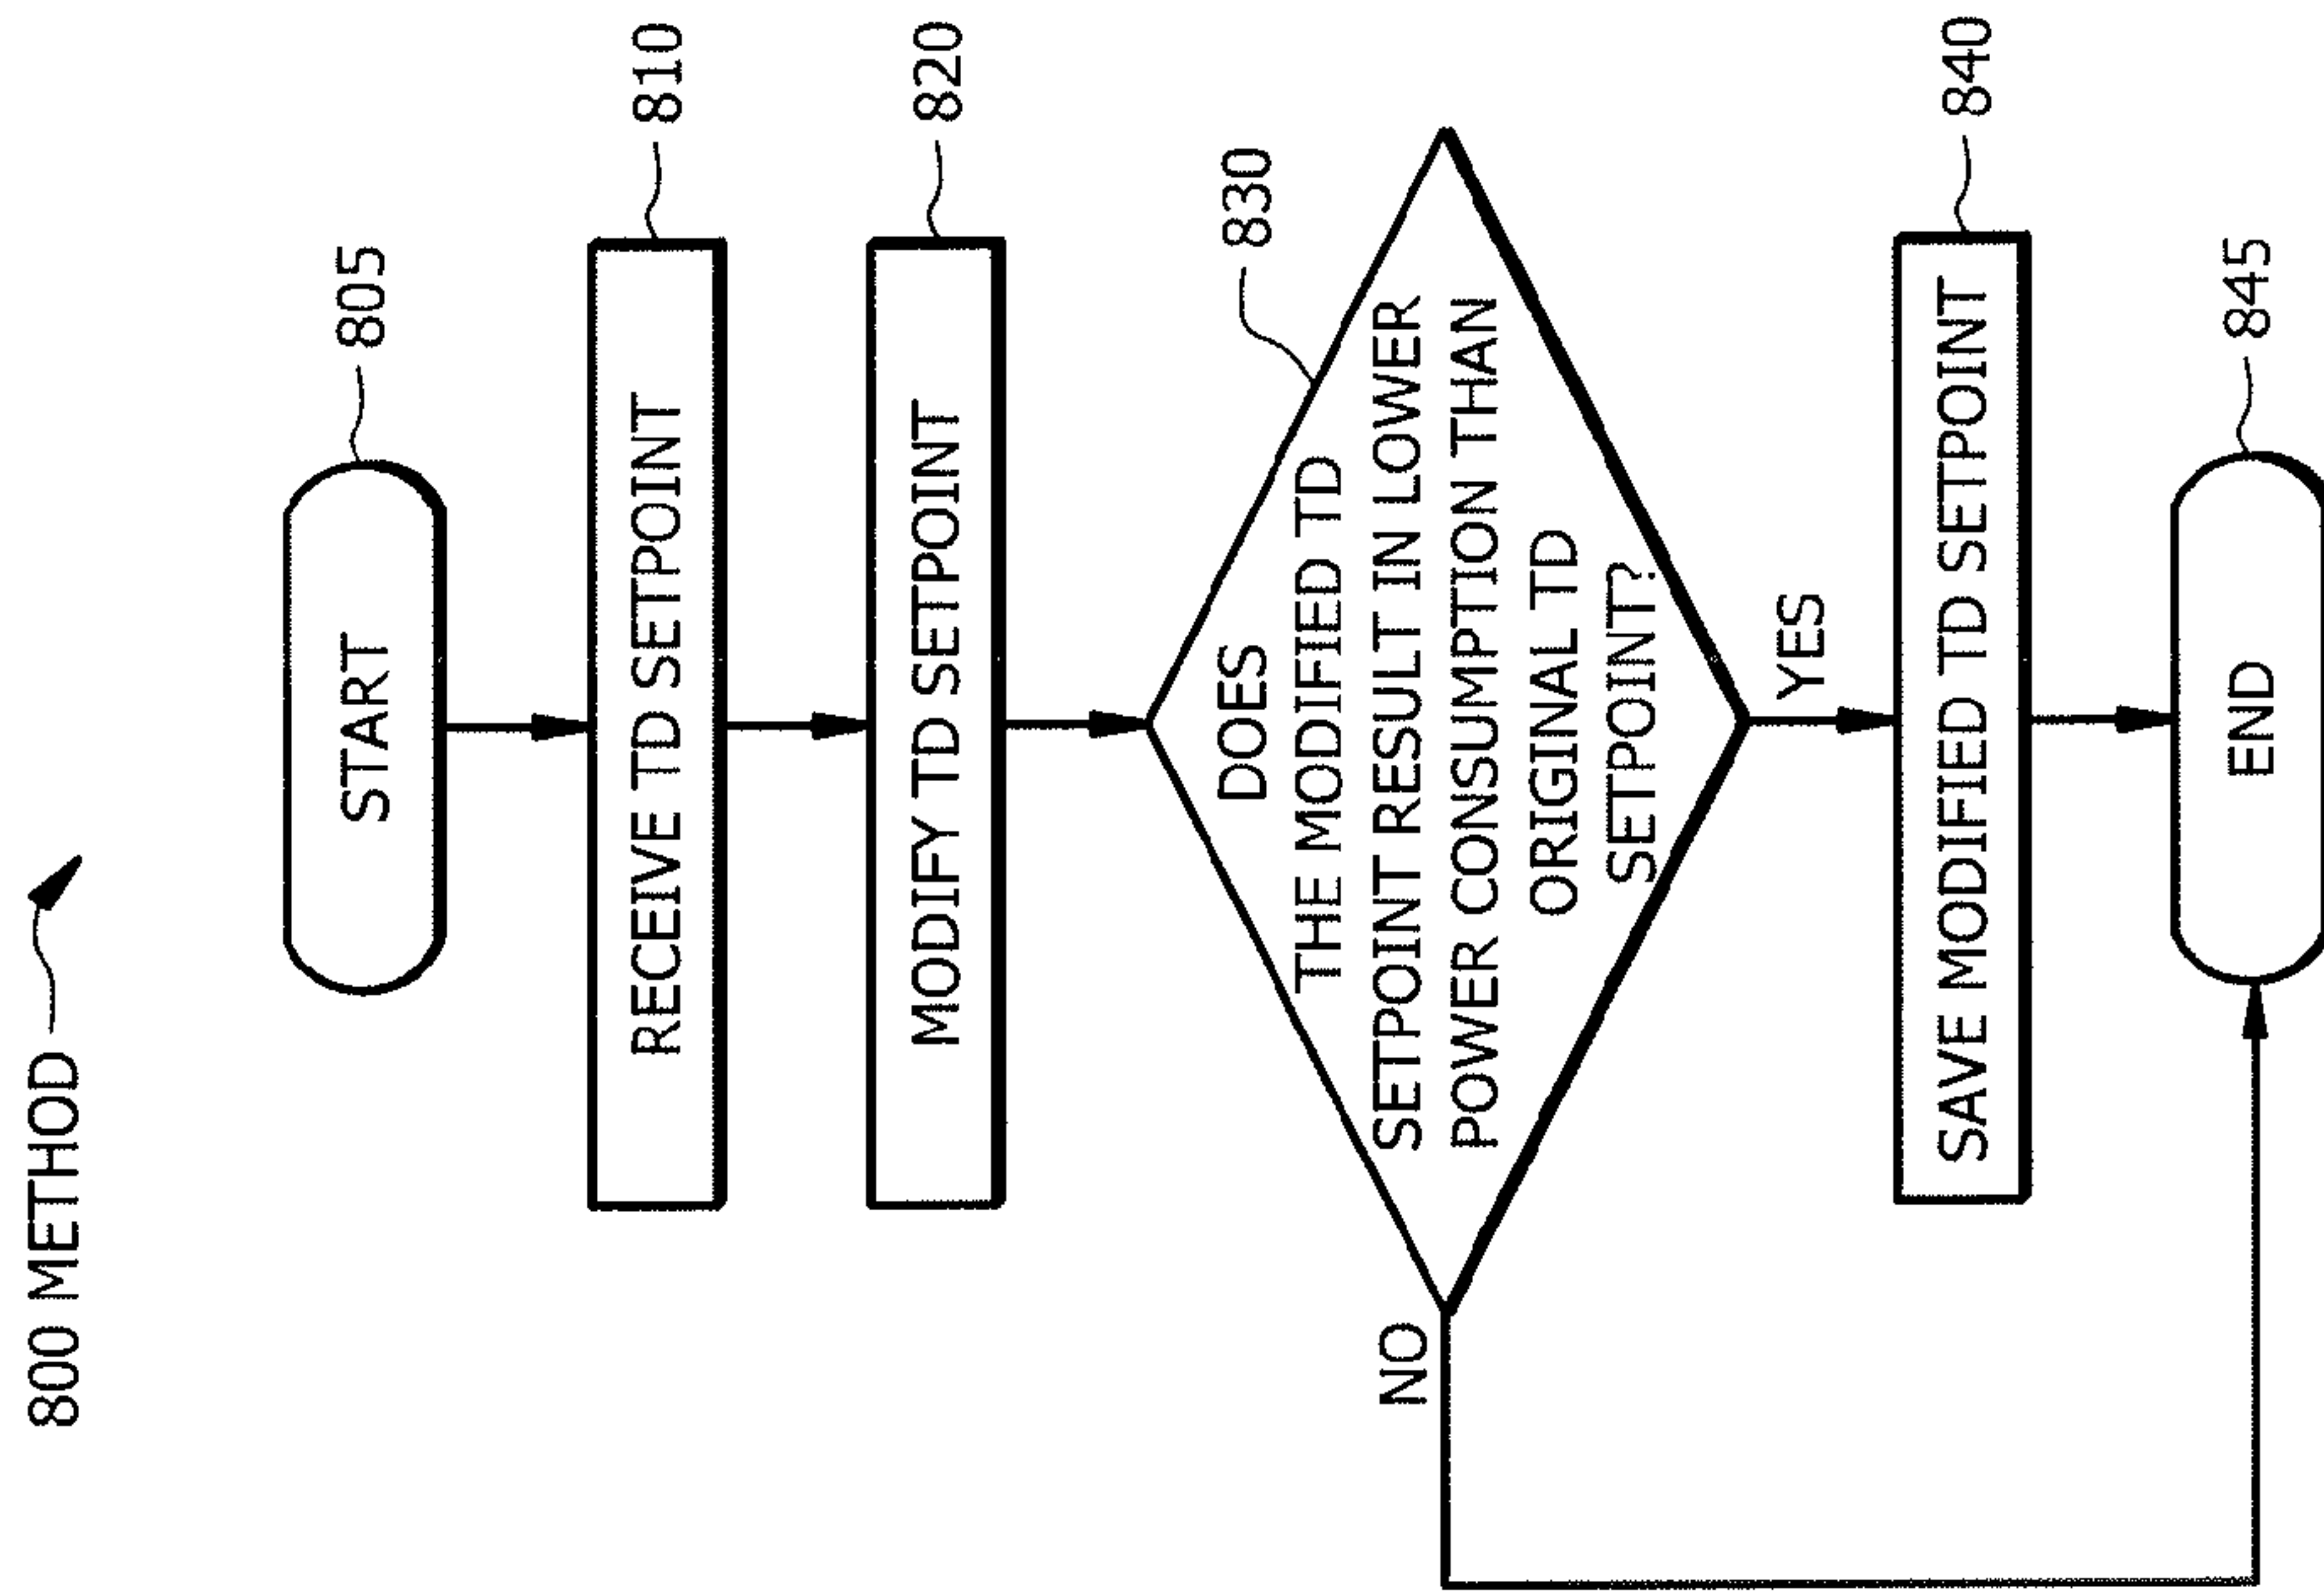 800 METHOD
START
805
RECEIVE TD SETPOINT
810
MODIFY TD SETPOINT
820
DOES
THE MODIFIED TD
SETPOINT RESULT IN LOWER
POWER CONSUMPTION THAN
ORIGINAL TD
SETPOINT?
830
NO
YES
SAVE MODIFIED TD SETPOINT
840
END
845